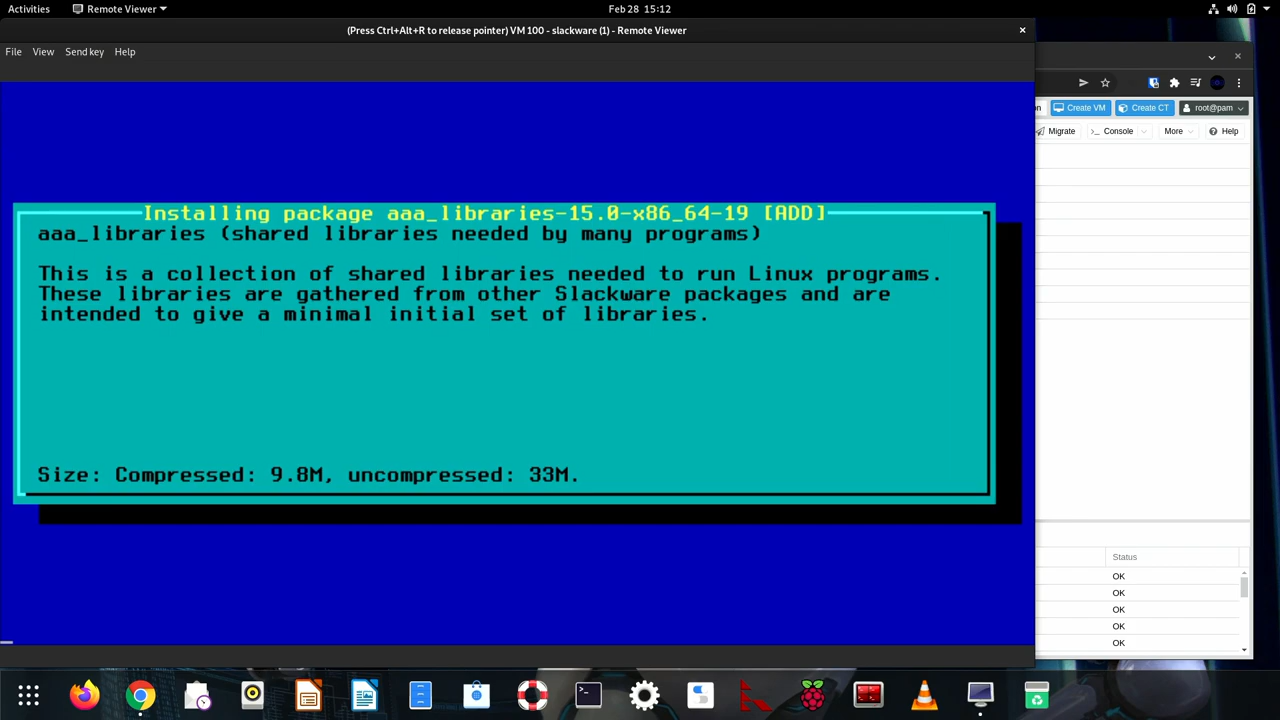 Activities
Remote Viewer
Feb 28 15:12
(Press Ctrl+Alt+R to release pointer) VM 100 - slackware (1) - Remote Viewer
File View Send key Help
Create VM
Create CT
root@pam
Migrate
Console
More
Help
Installing package aaa_libraries-15.0-x86_64-19 [ADD]
aaa_libraries (shared libraries needed by many programs)
This is a collection of shared libraries needed to run Linux programs.
These libraries are gathered from other Slackware packages and are
intended to give a minimal initial set of libraries.
Size: Compressed: 9.8M, uncompressed: 33M.
Status
OK
OK
OK
OK
OK